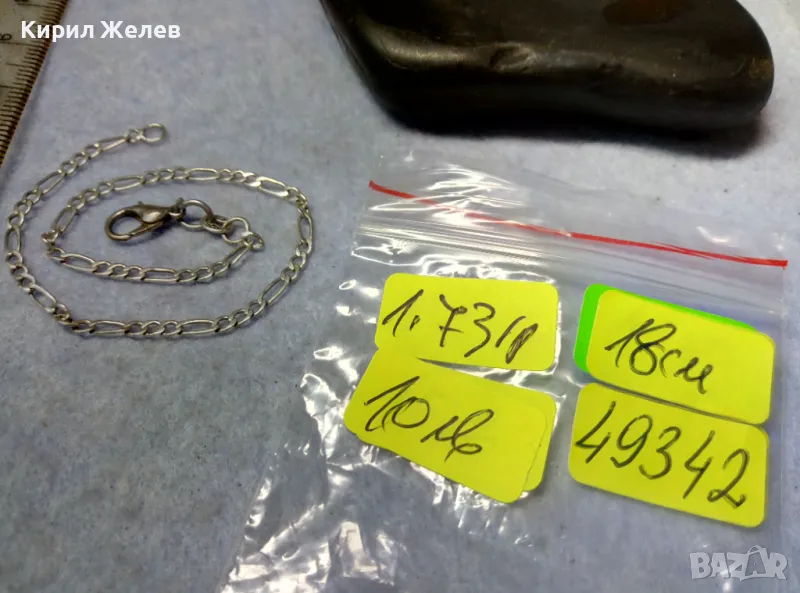 Кирил Желев
1.73гр
18см
10лв
49342
BAZAR